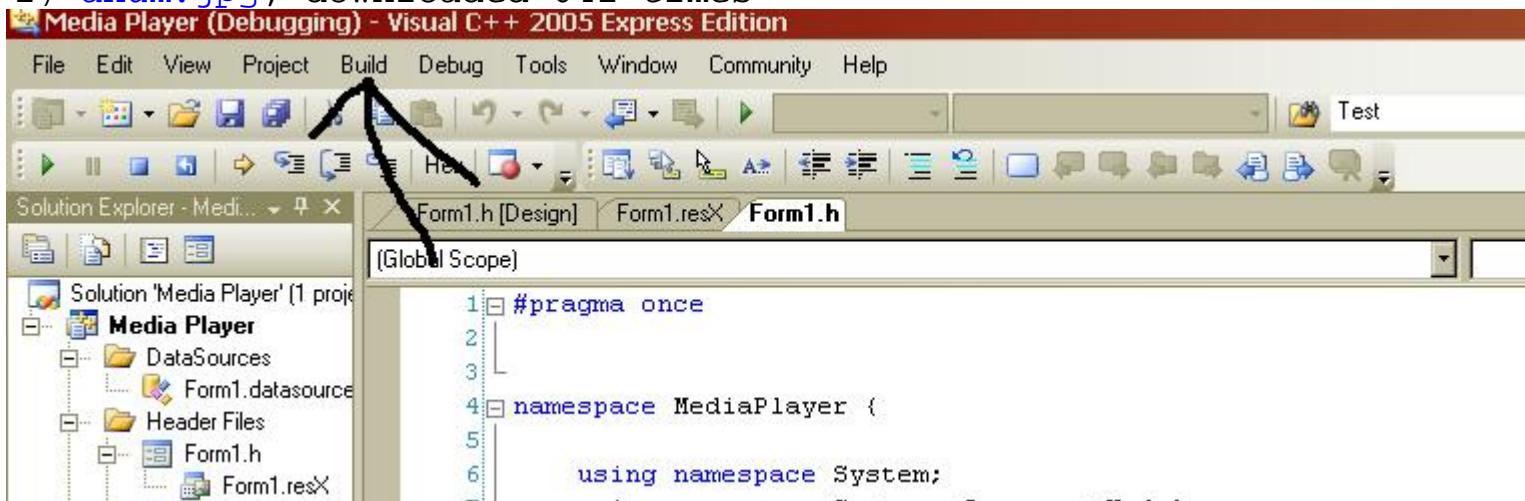 Media Player (Debugging) - Visual C++ 2005 Express Edition
File Edit View Project Build Debug Tools Window Community Help
Test
Hex
Solution Explorer - Medi...
Form1.h [Design] Form1.resX Form1.h
(Global Scope)
Solution 'Media Player' (1 proje
Media Player
DataSources
Form1.datasource
Header Files
Form1.h
Form1.resX
1 #pragma once
2
3
4 namespace MediaPlayer {
5
6 using namespace System;